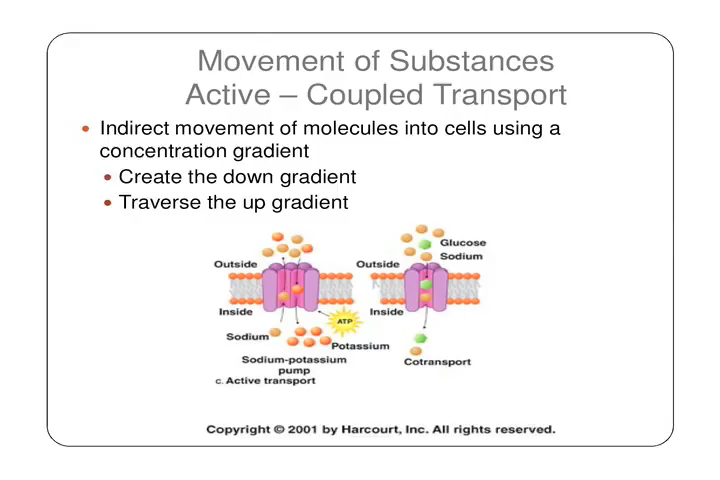 Movement of Substances
Active – Coupled Transport
• Indirect movement of molecules into cells using a
concentration gradient
• Create the down gradient
• Traverse the up gradient
Glucose
Sodium
Outside
Outside
Inside
Inside
ATP
Sodium
Potassium
Sodium-potassium
pump
Cotransport
c. Active transport
Copyright © 2001 by Harcourt, Inc. All rights reserved.